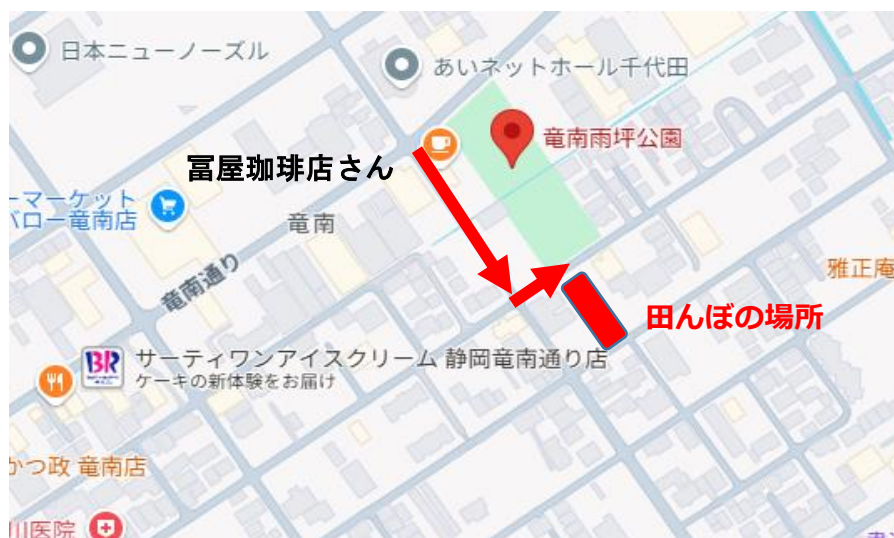 日本ニューノーズル
あいネットホール千代田
竜南雨坪公園
冨屋珈琲店さん
ーマーケット
バロー竜南店
竜南
竜南通り
雅正庵
田んぼの場所
BR
サーティワンアイスクリーム 静岡竜南通り店
ケーキの新体験をお届け
かつ政 竜南店
川医院